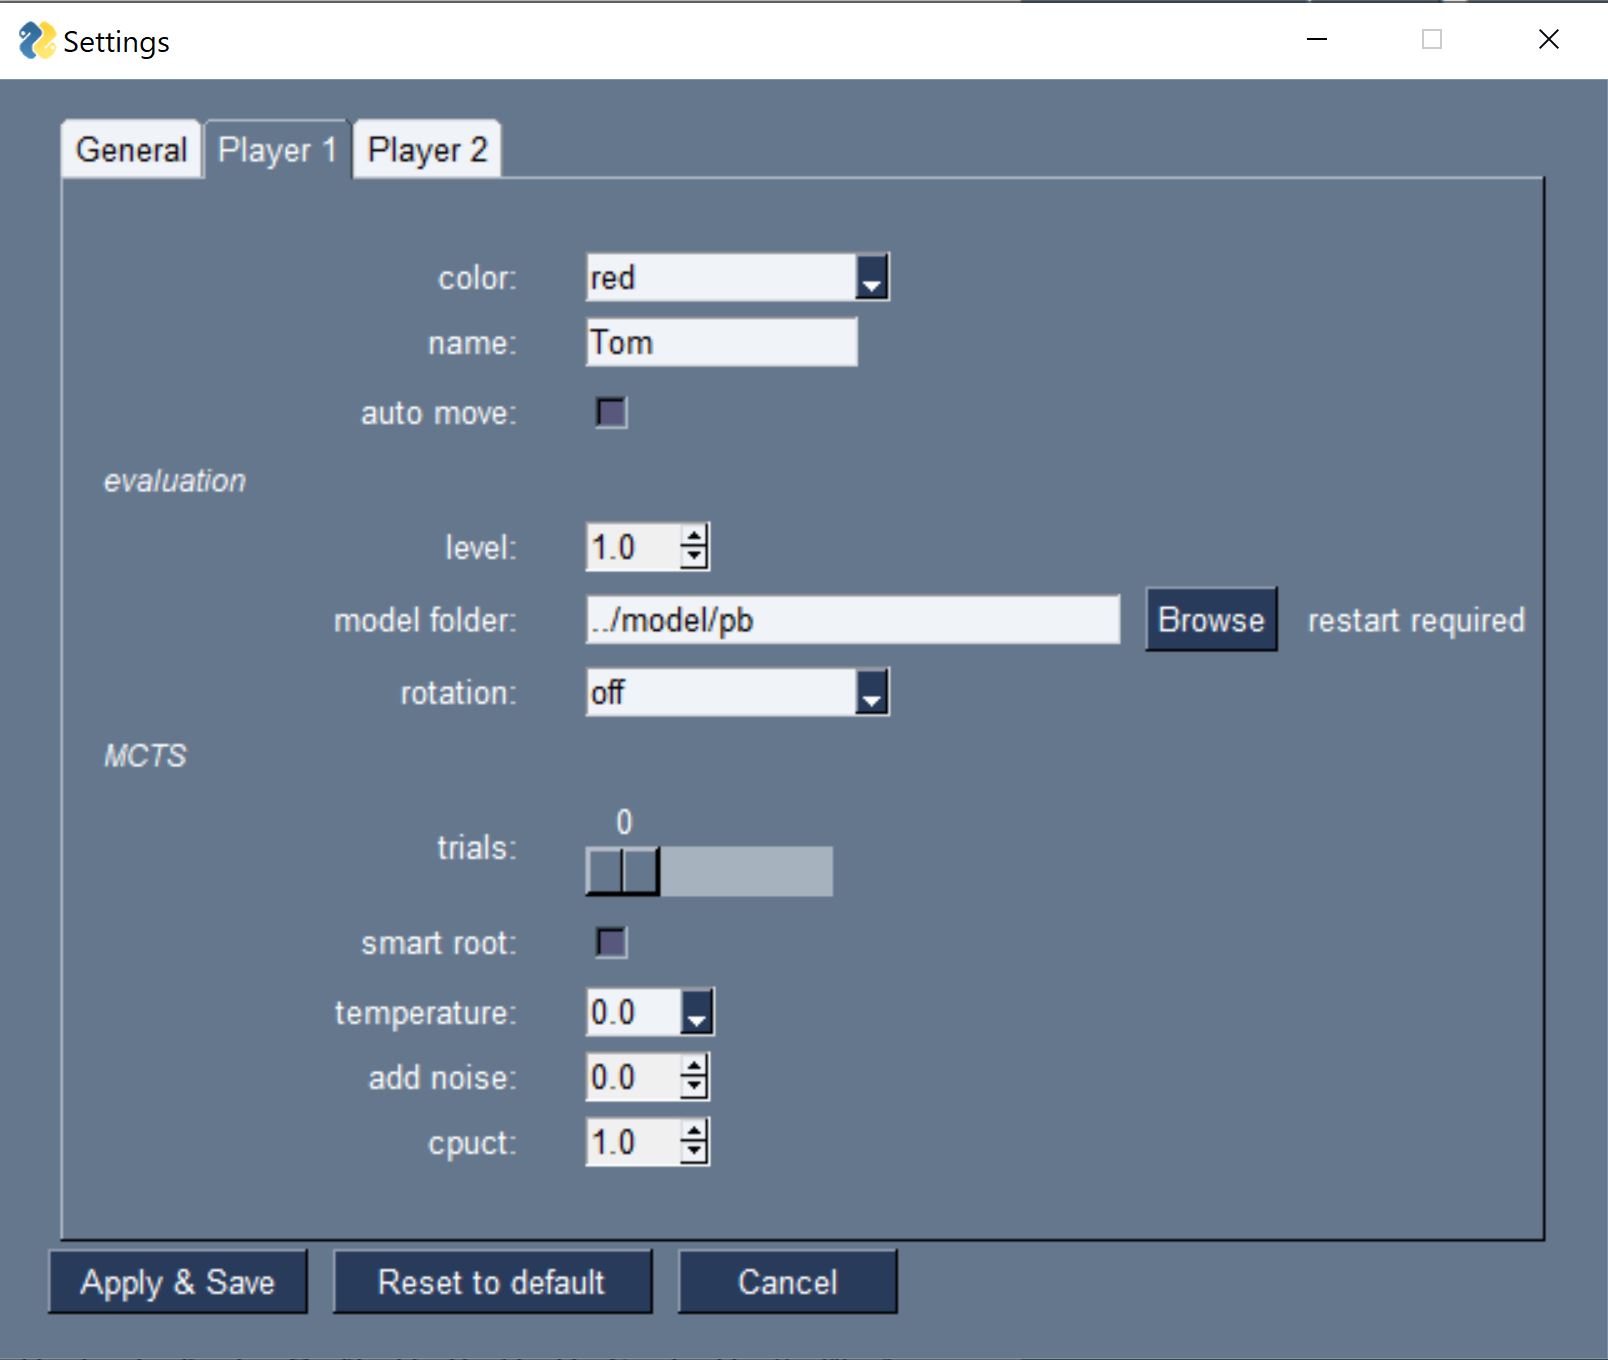 Settings
General Player 1 Player 2
color: red
name: Tom
auto move:
evaluation
level: 1.0
model folder: ../model/pb Browse restart required
rotation: off
MCTS
0
trials:
smart root:
temperature: 0.0
add noise: 0.0
cpuct: 1.0
Apply & Save Reset to default Cancel